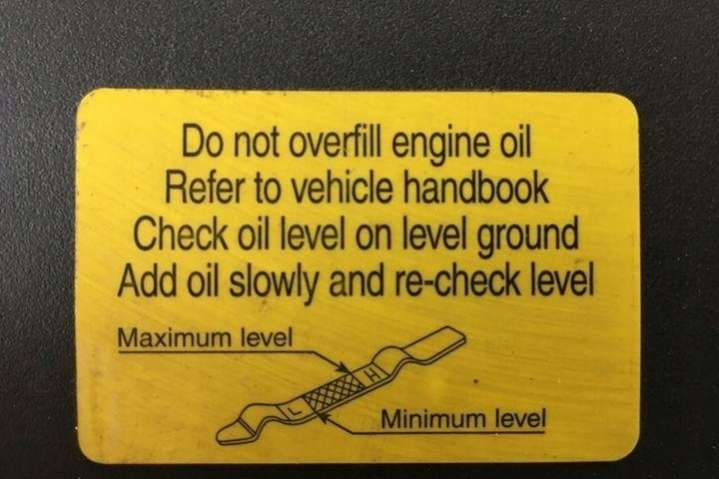 Do not overfill engine oil
Refer to vehicle handbook
Check oil level on level ground
Add oil slowly and re-check level
Maximum level
H
L
Minimum level